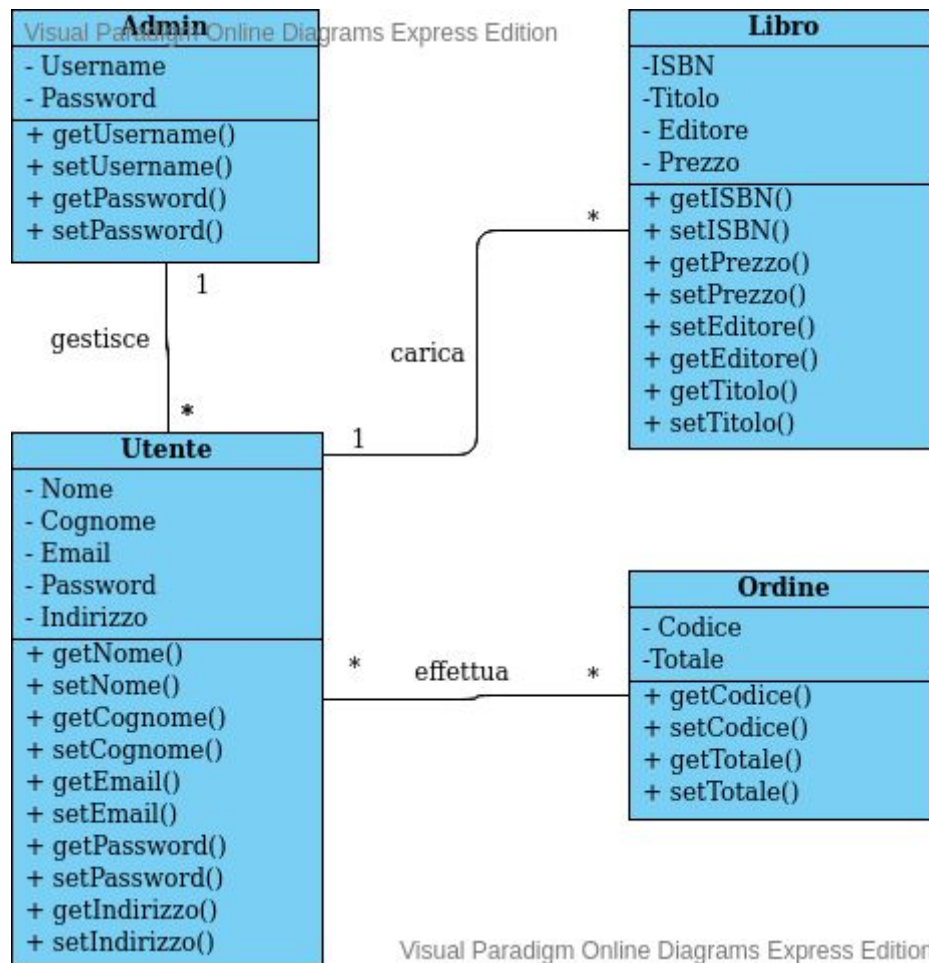 Visual Paradigm Online Diagrams Express Edition
Admin
- Username
- Password
+ getUsername()
+ setUsername()
+ getPassword()
+ setPassword()
1
gestisce
*
Libro
-ISBN
-Titolo
- Editore
- Prezzo
+ getISBN()
+ setISBN()
+ getPrezzo()
+ setPrezzo()
+ setEditore()
+ getEditore()
+ getTitolo()
+ setTitolo()
*
carica
1
Utente
- Nome
- Cognome
- Email
- Password
- Indirizzo
+ getNome()
+ setNome()
+ getCognome()
+ setCognome()
+ getEmail()
+ setEmail()
+ getPassword()
+ setPassword()
+ getIndirizzo()
+ setIndirizzo()
* effettua *
Ordine
- Codice
-Totale
+ getCodice()
+ setCodice()
+ getTotale()
+ setTotale()
Visual Paradigm Online Diagrams Express Edition